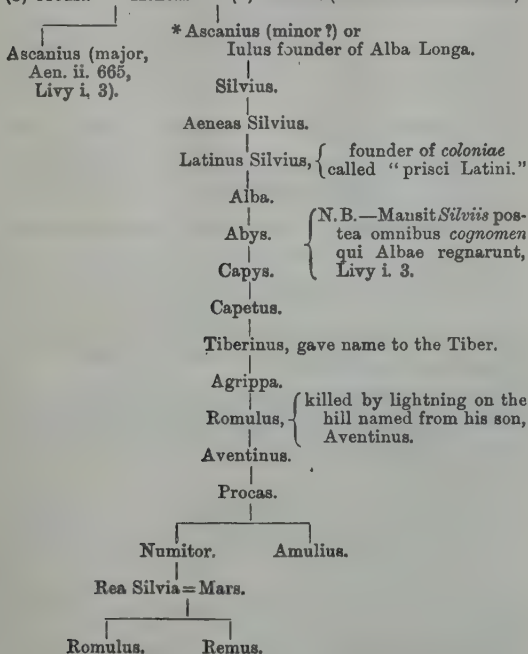 Ascanius (major,
Aen. ii. 665,
Livy i. 3).
* Ascanius (minor ?) or
Iulus founder of Alba Longa.
Silvius.
Aeneas Silvius.
Latinus Silvius, { founder of coloniae
called "prisci Latini."
Alba.
Abys.
Capys.
N.B.—Mansit Silviis pos-
tea omnibus cognomen
qui Albae regnarunt,
Livy i. 3.
Capetus.
Tiberinus, gave name to the Tiber.
Agrippa.
Romulus, { killed by lightning on the
hill named from his son,
Aventinus.
Aventinus.
Procas.
Numitor. Amulius.
Rea Silvia=Mars.
Romulus. Remus.